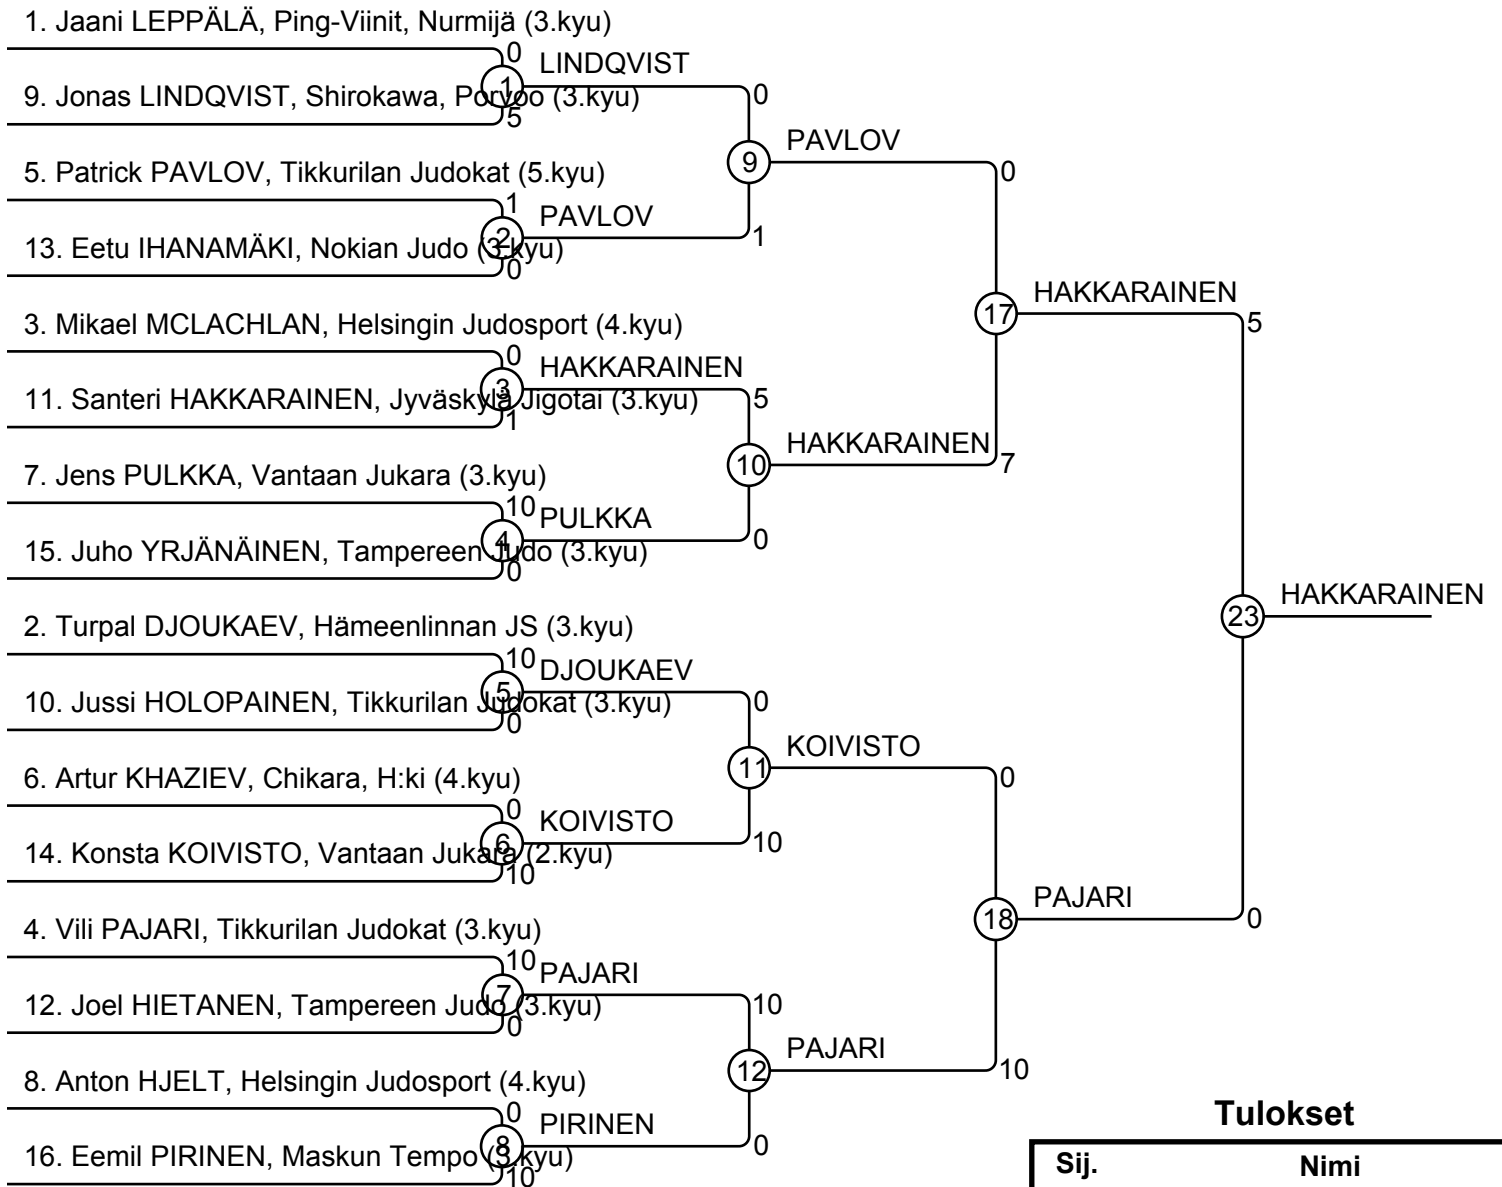 1. Jaani LEPPÄLÄ, Ping-Viinit, Nurmijä (3.kyu)
0
LINDQVIST
1
9. Jonas LINDQVIST, Shirokawa, Porvoo (3.kyu)
5
0
PAVLOV
9
5. Patrick PAVLOV, Tikkurilan Judokat (5.kyu)
0
1
PAVLOV
2
13. Eetu IHANAMÄKI, Nokian Judo (3.kyu)
0
1
HAKKARAINEN
17
5
3. Mikael MCLACHLAN, Helsingin Judosport (4.kyu)
0
HAKKARAINEN
3
11. Santeri HAKKARAINEN, Jyväskylä Jigotai (3.kyu)
1
5
HAKKARAINEN
10
7
7. Jens PULKKA, Vantaan Jukara (3.kyu)
10
PULKKA
4
15. Juho YRJÄNÄINEN, Tampereen Judo (3.kyu)
0
0
HAKKARAINEN
23
2. Turpal DJOUKAEV, Hämeenlinnan JS (3.kyu)
10
DJOUKAEV
5
10. Jussi HOLOPAINEN, Tikkurilan Judokat (3.kyu)
0
0
KOIVISTO
11
0
6. Artur KHAZIEV, Chikara, H:ki (4.kyu)
0
KOIVISTO
6
14. Konsta KOIVISTO, Vantaan Jukara (2.kyu)
10
10
PAJARI
18
0
4. Vili PAJARI, Tikkurilan Judokat (3.kyu)
10
PAJARI
7
12. Joel HIETANEN, Tampereen Judo (3.kyu)
0
10
PAJARI
12
10
8. Anton HJELT, Helsingin Judosport (4.kyu)
0
PIRINEN
8
16. Eemil PIRINEN, Maskun Tempo (3.kyu)
10
0
Tulokset
Sij. Nimi